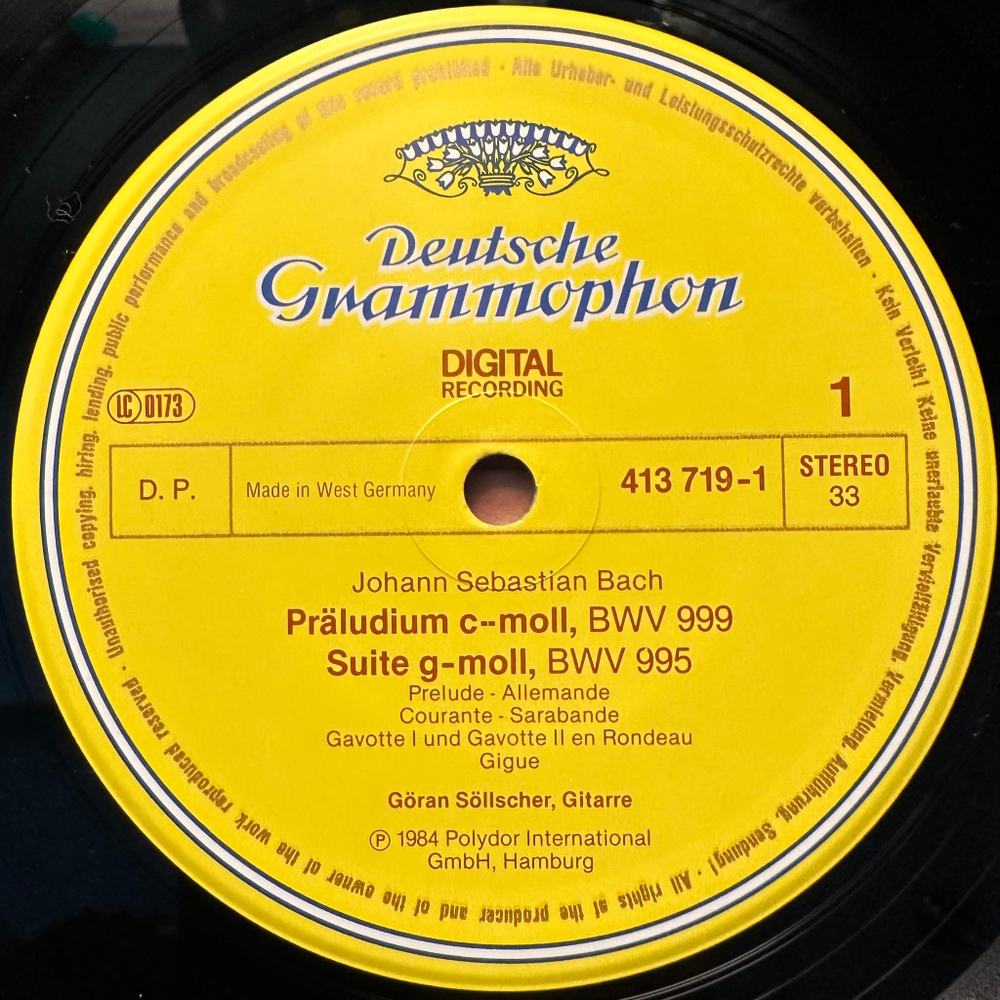 Deutsche
Grammophon
DIGITAL
RECORDING
LC 0173
1
D. P.
Made in West Germany
413 719-1
STEREO
33
Johann Sebastian Bach
Präludium c-moll, BWV 999
Suite g-moll, BWV 995
Prelude - Allemande
Courante - Sarabande
Gavotte I und Gavotte II en Rondeau
Gigue
Göran Söllscher, Gitarre
℗ 1984 Polydor International
GmbH, Hamburg
Alle Urheber- und Leistungsschutzrechte vorbehalten · Kein Verleih! Keine unerlaubte Vervielfältigung, Vermietung, Aufführung, Sendung! · All rights of the producer and of the owner of the work reproduced reserved · Unauthorised copying, hiring, lending, public performance and broadcasting of this record prohibited ·